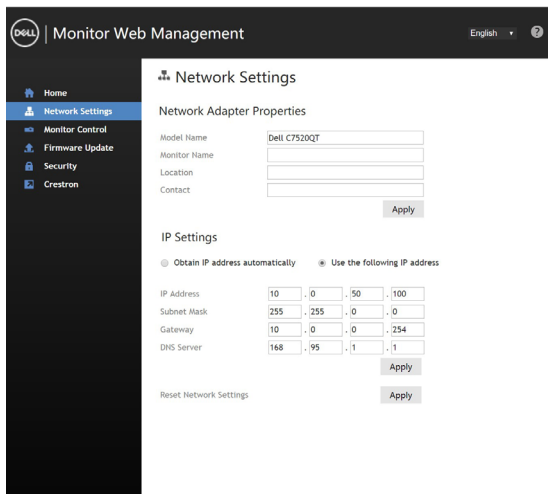 DELL | Monitor Web Management
English
?
Home
Network Settings
Monitor Control
Firmware Update
Security
Crestron
Network Settings
Network Adapter Properties
Model Name Dell C7520QT
Monitor Name
Location
Contact
Apply
IP Settings
Obtain IP address automatically Use the following IP address
IP Address 10 . 0 . 50 . 100
Subnet Mask 255 . 255 . 0 . 0
Gateway 10 . 0 . 0 . 254
DNS Server 168 . 95 . 1 . 1
Apply
Reset Network Settings Apply